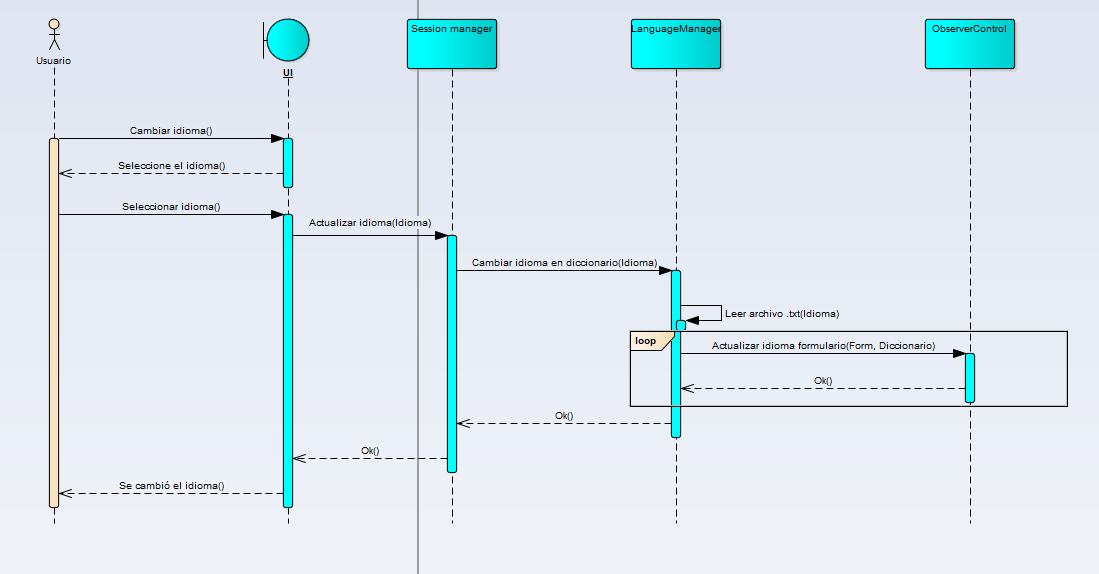 Usuario
UI
Session manager
LanguageManager
ObserverControl
Cambiar idioma()
Seleccione el idioma()
Seleccionar idioma()
Actualizar idioma(Idioma)
Cambiar idioma en diccionario(Idioma)
Leer archivo .txt(Idioma)
loop
Actualizar idioma formulario(Form, Diccionario)
Ok()
Ok()
Ok()
Se cambió el idioma()